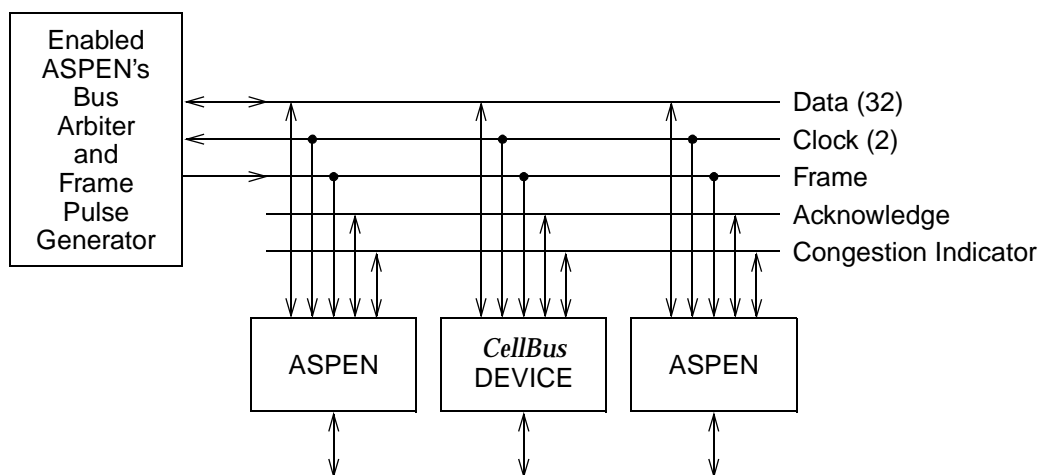 Enabled
ASPEN's
Bus
Arbiter
and
Frame
Pulse
Generator
Data (32)
Clock (2)
Frame
Acknowledge
Congestion Indicator
ASPEN
CellBus
DEVICE
ASPEN